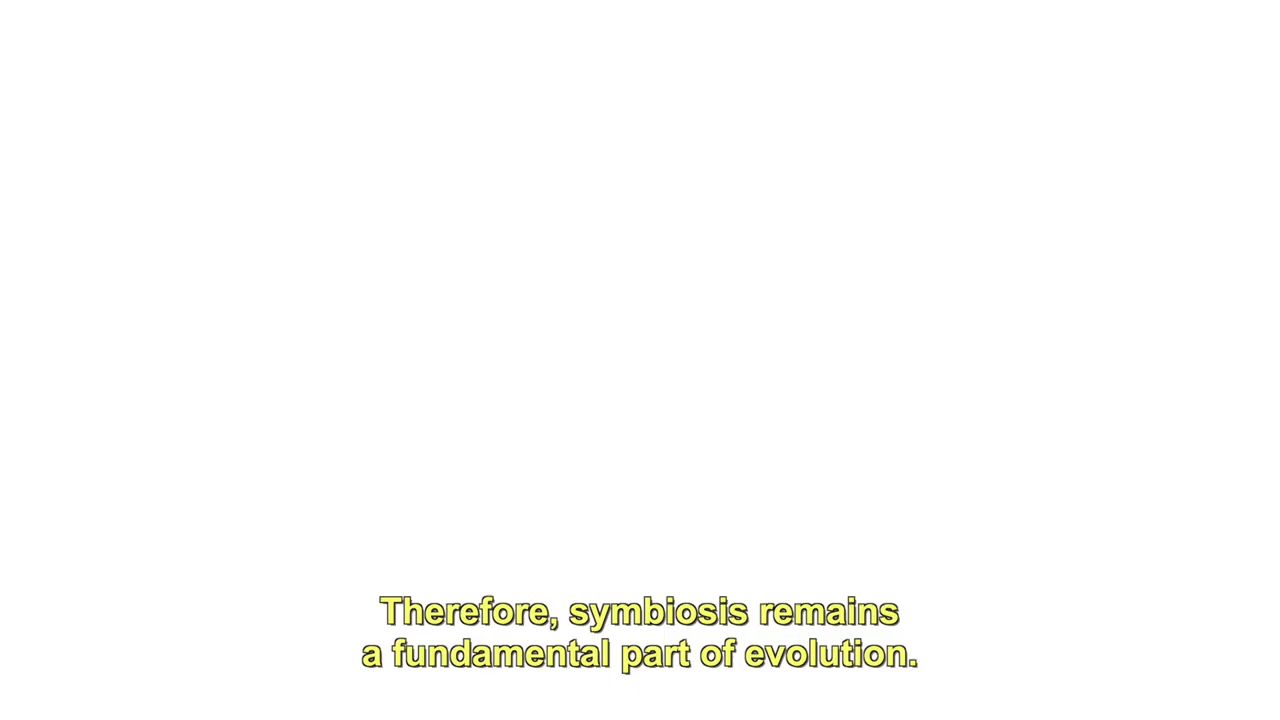 Therefore, symbiosis remains
a fundamental part of evolution.